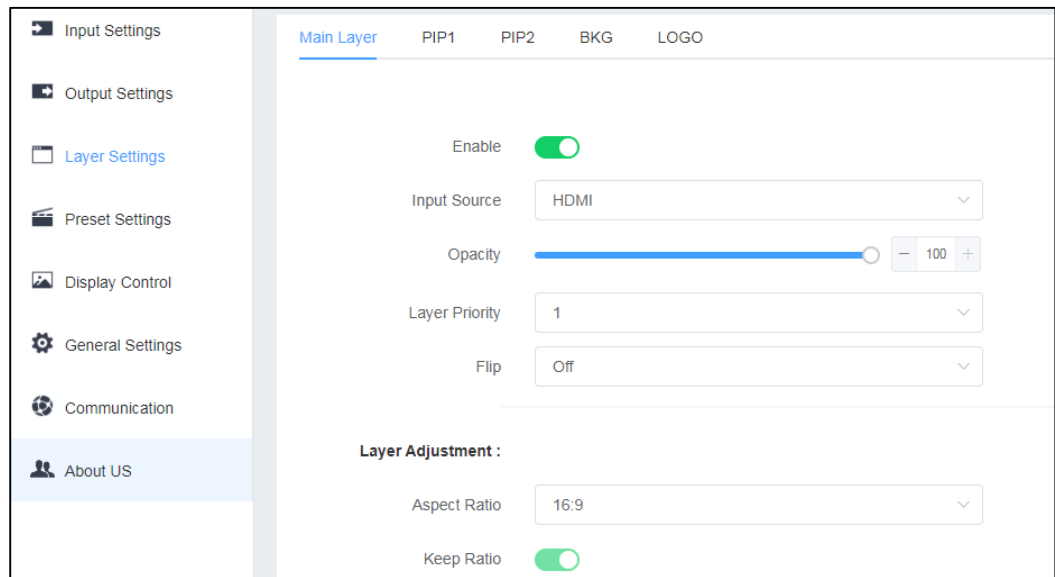 Input Settings
Output Settings
Layer Settings
Preset Settings
Display Control
General Settings
Communication
About US
Main Layer PIP1 PIP2 BKG LOGO
Enable
Input Source HDMI
Opacity − 100 +
Layer Priority 1
Flip Off
Layer Adjustment :
Aspect Ratio 16:9
Keep Ratio